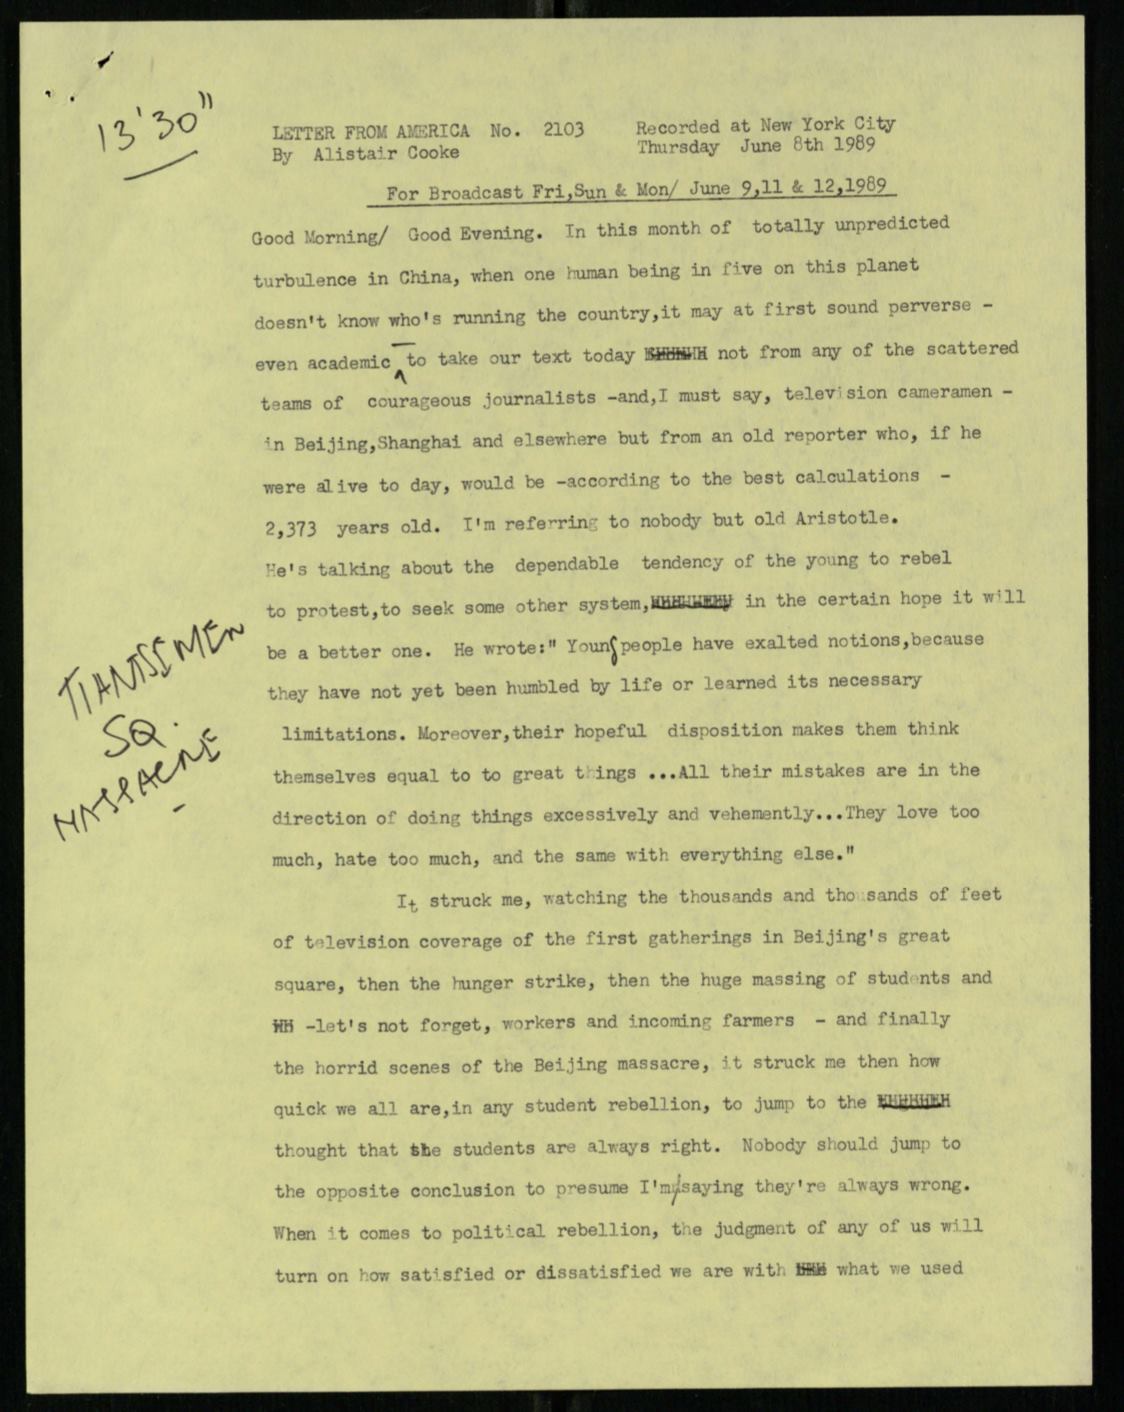 13'30"
LETTER FROM AMERICA No. 2103 Recorded at New York City
By Alistair Cooke Thursday June 8th 1989
For Broadcast Fri,Sun & Mon/ June 9,11 & 12,1989
Good Morning/ Good Evening. In this month of totally unpredicted
turbulence in China, when one human being in five on this planet
doesn't know who's running the country,it may at first sound perverse -
even academic - to take our text today not from any of the scattered
teams of courageous journalists -and,I must say, television cameramen -
in Beijing,Shanghai and elsewhere but from an old reporter who, if he
were alive to day, would be -according to the best calculations -
2,373 years old. I'm referring to nobody but old Aristotle.
He's talking about the dependable tendency of the young to rebel
to protest,to seek some other system, in the certain hope it will
be a better one. He wrote:" Young people have exalted notions,because
they have not yet been humbled by life or learned its necessary
limitations. Moreover,their hopeful disposition makes them think
themselves equal to to great things ...All their mistakes are in the
direction of doing things excessively and vehemently...They love too
much, hate too much, and the same with everything else."
TIANSSMEN
SQ.
MASSACRE
It struck me, watching the thousands and thousands of feet
of television coverage of the first gatherings in Beijing's great
square, then the hunger strike, then the huge massing of students and
-let's not forget, workers and incoming farmers - and finally
the horrid scenes of the Beijing massacre, it struck me then how
quick we all are,in any student rebellion, to jump to the
thought that the students are always right. Nobody should jump to
the opposite conclusion to presume I'm saying they're always wrong.
When it comes to political rebellion, the judgment of any of us will
turn on how satisfied or dissatisfied we are with what we used